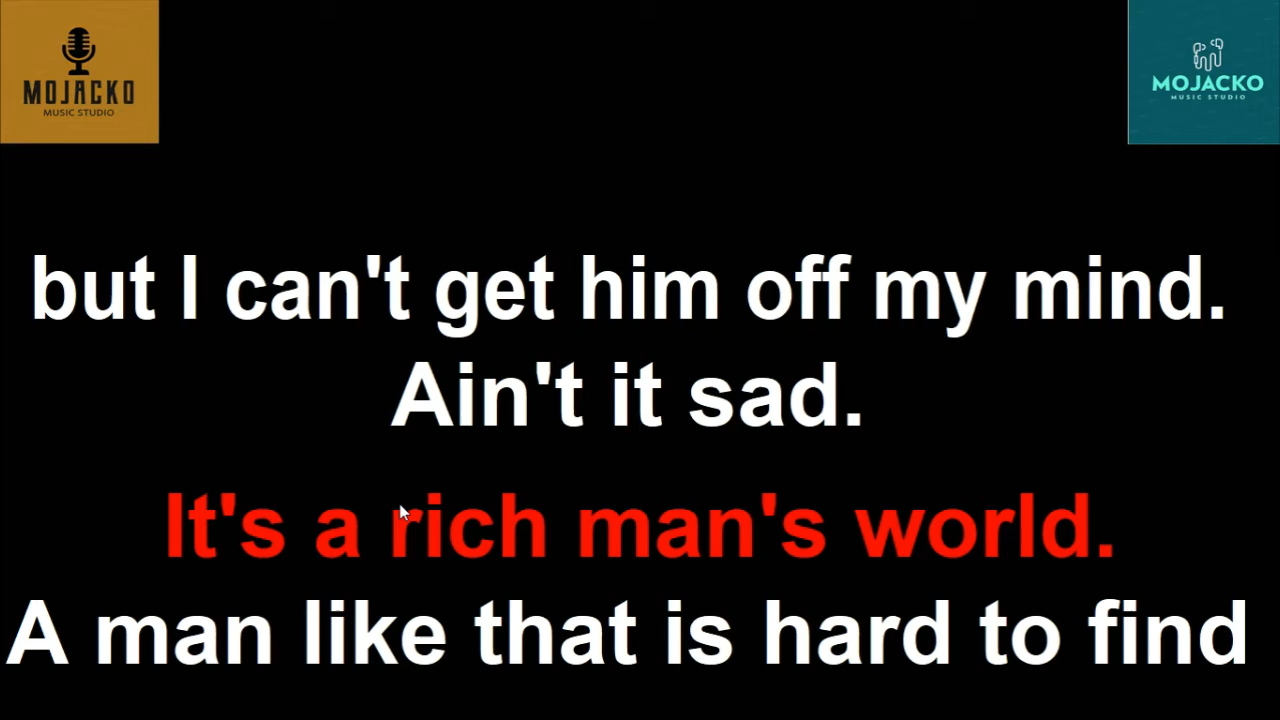 MOJACKO
MUSIC STUDIO
MOJACKO
MUSIC STUDIO
but I can't get him off my mind.
Ain't it sad.
It's a rich man's world.
A man like that is hard to find